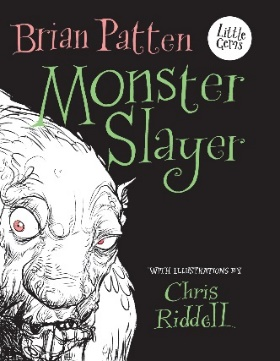 Brian Patten
Little
Gems
Monster
Slayer
WITH ILLUSTRATIONS BY
Chris
Riddell